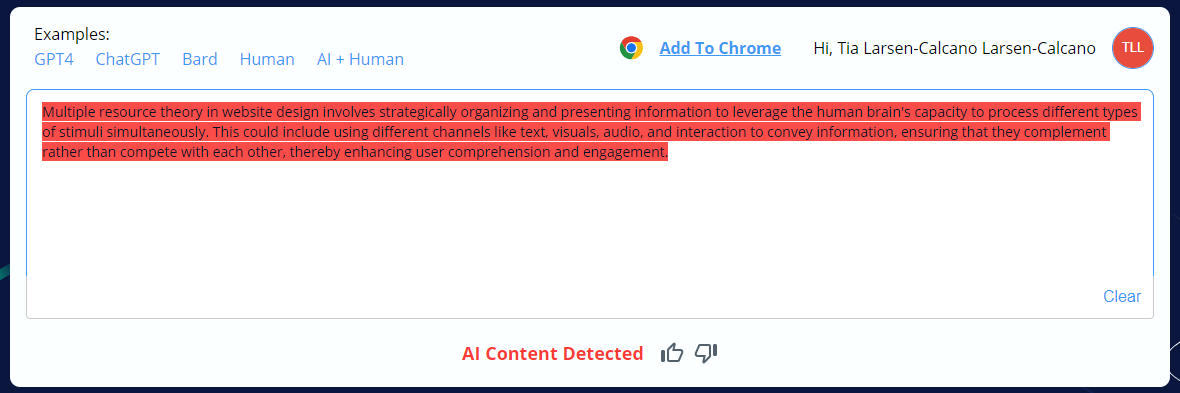 Examples:
GPT4 ChatGPT Bard Human AI + Human
Add To Chrome
Hi, Tia Larsen-Calcano Larsen-Calcano
TLL
Multiple resource theory in website design involves strategically organizing and presenting information to leverage the human brain's capacity to process different types
of stimuli simultaneously. This could include using different channels like text, visuals, audio, and interaction to convey information, ensuring that they complement
rather than compete with each other, thereby enhancing user comprehension and engagement.
Clear
AI Content Detected